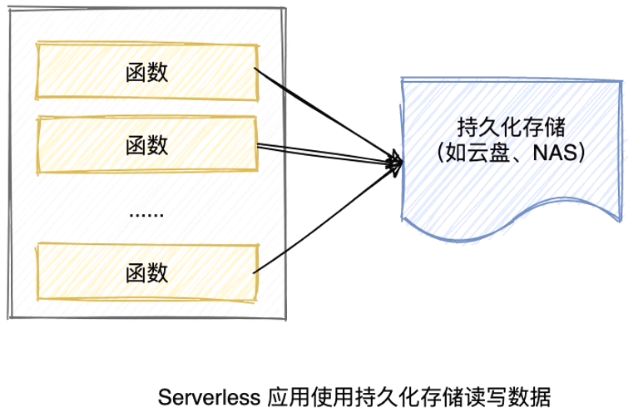 函数
函数
......
函数
持久化存储
（如云盘、NAS）
Serverless 应用使用持久化存储读写数据